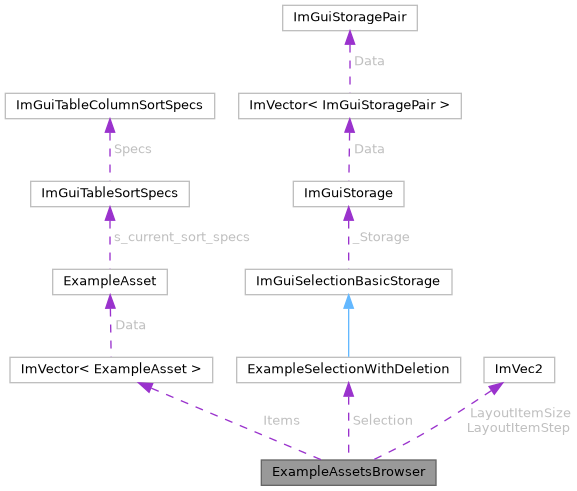 ImGuiStoragePair
Data
ImGuiTableColumnSortSpecs
ImVector< ImGuiStoragePair >
Specs
Data
ImGuiTableSortSpecs
ImGuiStorage
s_current_sort_specs
_Storage
ExampleAsset
ImGuiSelectionBasicStorage
Data
ImVector< ExampleAsset >
ExampleSelectionWithDeletion
ImVec2
Items
Selection
LayoutItemSize
LayoutItemStep
ExampleAssetsBrowser